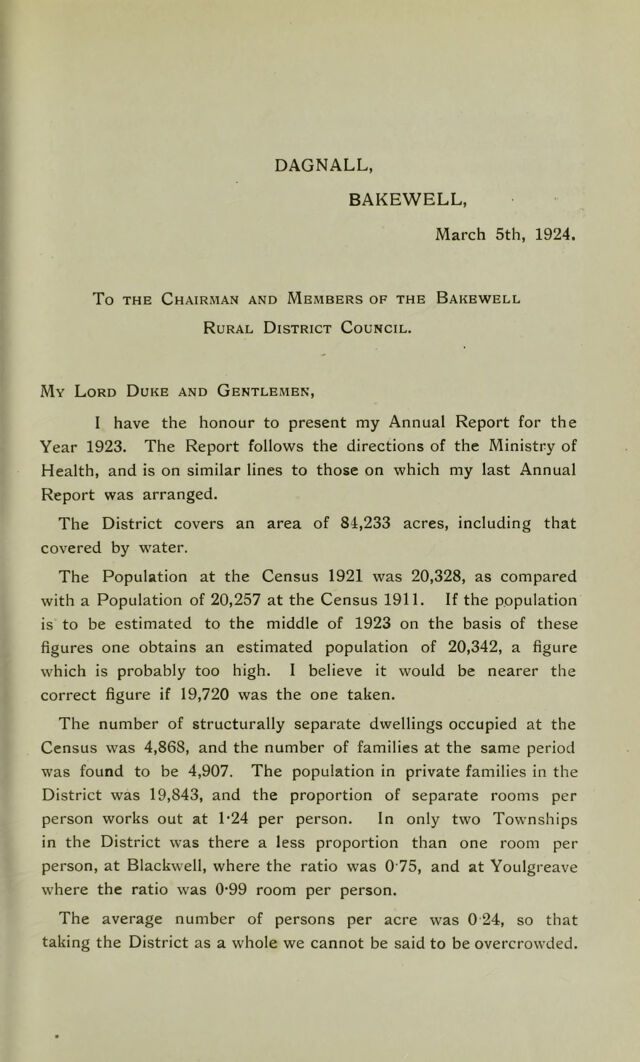 DAGNALL,
BAKEWELL,
March 5th, 1924.
To the Chairman and Members of the Bakewell
Rural District Council.
My Lord Duke and Gentlemen,
I have the honour to present my Annual Report for the
Year 1923. The Report follows the directions of the Ministry of
Health, and is on similar lines to those on which my last Annual
Report was arranged.
The District covers an area of 84,233 acres, including that
covered by water.
The Population at the Census 1921 was 20,328, as compared
with a Population of 20,257 at the Census 1911. If the population
is to be estimated to the middle of 1923 on the basis of these
figures one obtains an estimated population of 20,342, a figure
which is probably too high. I believe it would be nearer the
correct figure if 19,720 was the one taken.
The number of structurally separate dwellings occupied at the
Census was 4,868, and the number of families at the same period
was found to be 4,907. The population in private families in the
District was 19,843, and the proportion of separate rooms per
person works out at 1·24 per person. In only two Townships
in the District was there a less proportion than one room per
person, at Blackwell, where the ratio was 0·75, and at Youlgreave
where the ratio was 0·99 room per person.
The average number of persons per acre was 0·24, so that
taking the District as a whole we cannot be said to be overcrowded.